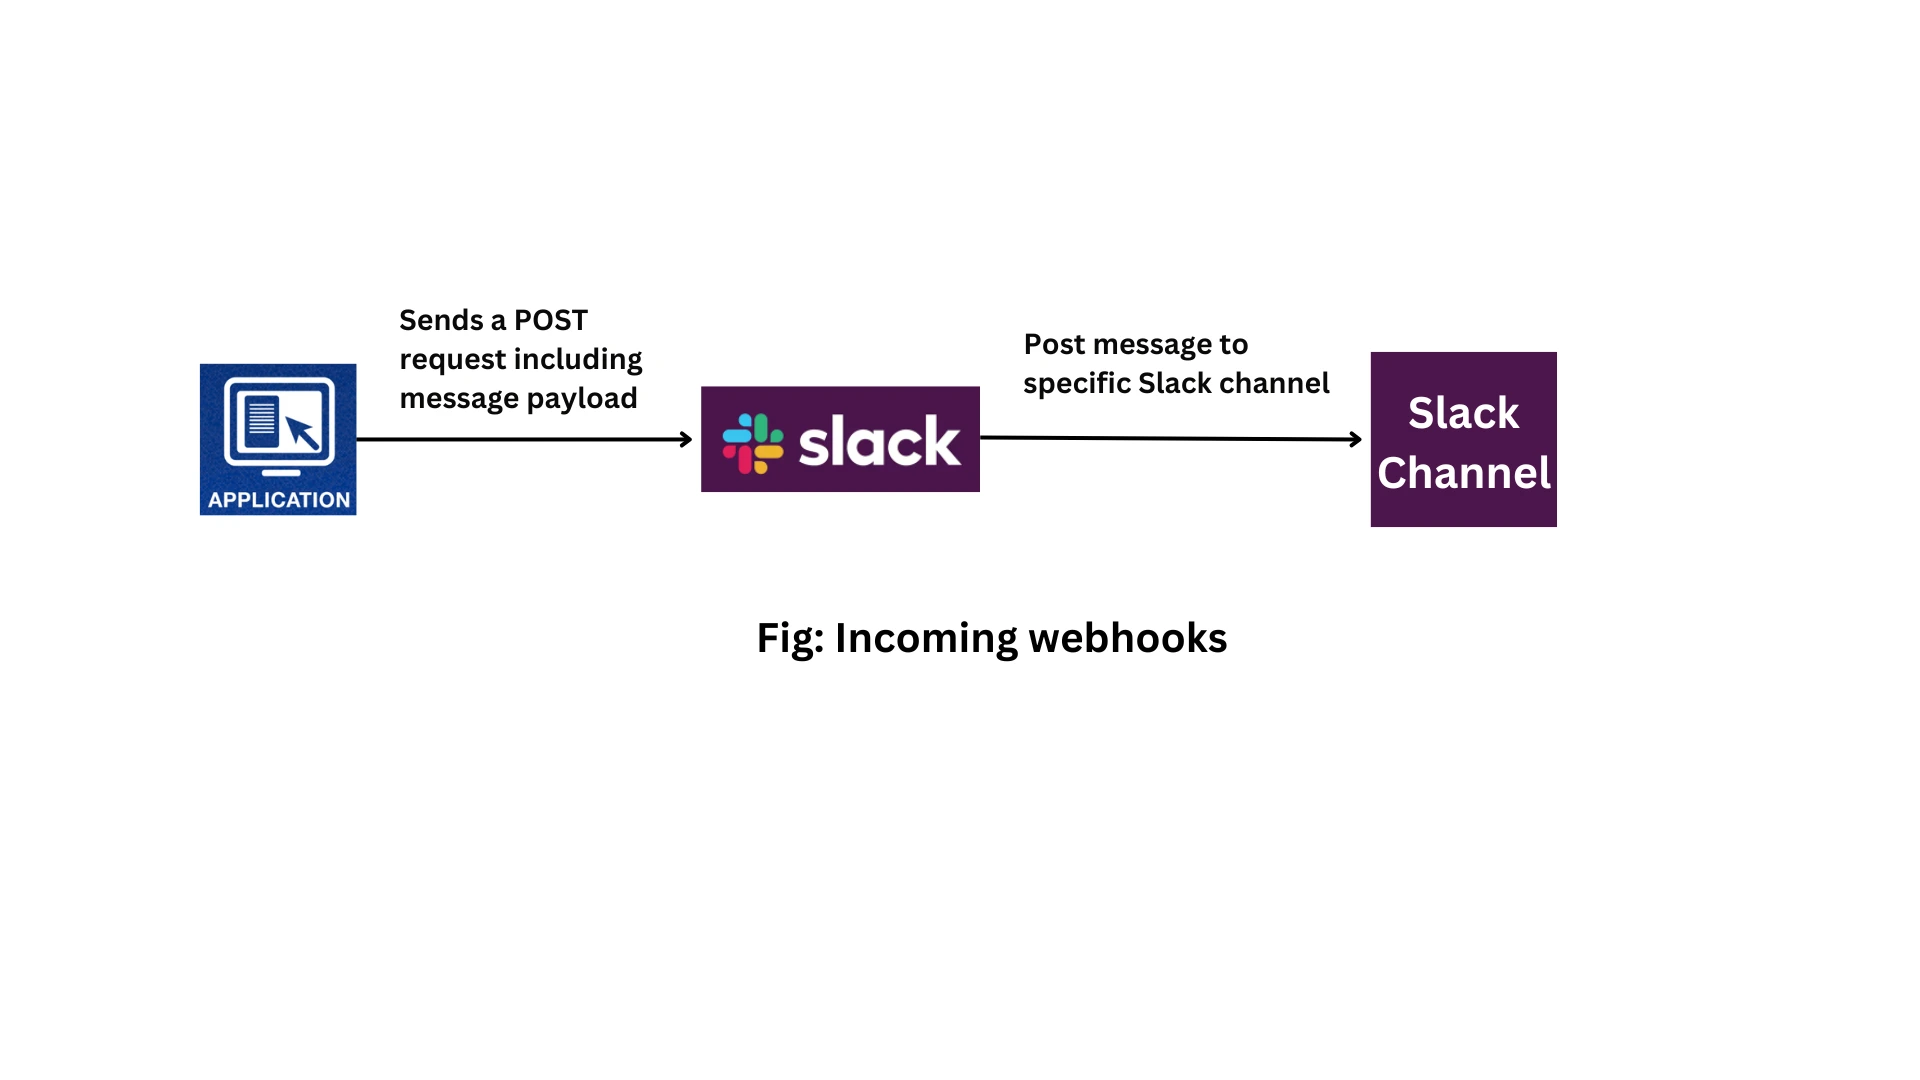 Sends a POST
request including
message payload
APPLICATION
slack
Post message to
specific Slack channel
Slack
Channel
Fig: Incoming webhooks